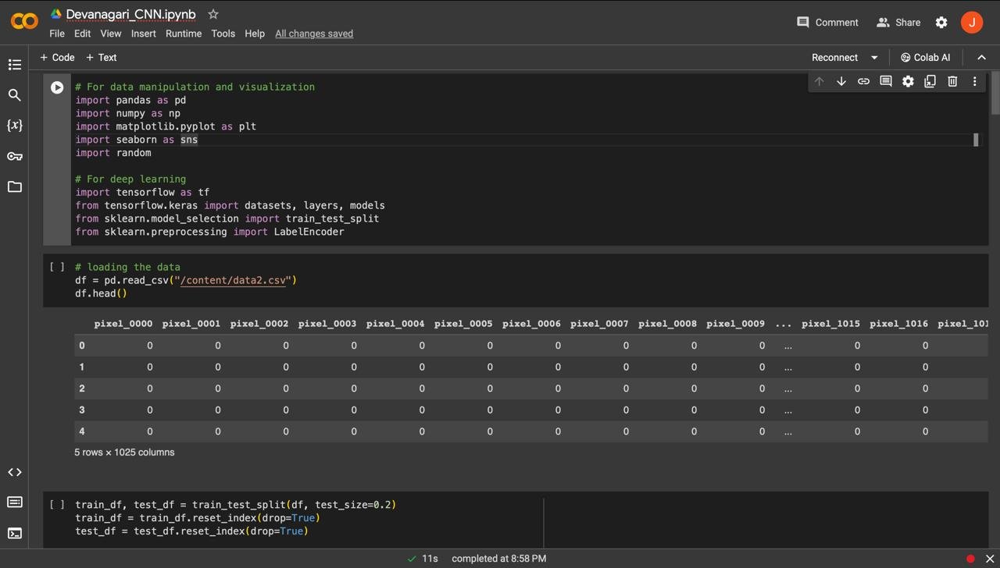 Devanagari_CNN.ipynb
File Edit View Insert Runtime Tools Help All changes saved
Comment Share J
+ Code + Text
Reconnect Colab AI
# For data manipulation and visualization
import pandas as pd
import numpy as np
import matplotlib.pyplot as plt
import seaborn as sns
import random
# For deep learning
import tensorflow as tf
from tensorflow.keras import datasets, layers, models
from sklearn.model_selection import train_test_split
from sklearn.preprocessing import LabelEncoder
[ ] # loading the data
df = pd.read_csv("/content/data2.csv")
df.head()
pixel_0000 pixel_0001 pixel_0002 pixel_0003 pixel_0004 pixel_0005 pixel_0006 pixel_0007 pixel_0008 pixel_0009 ... pixel_1015 pixel_1016 pixel_101
0 0 0 0 0 0 0 0 0 0 0 ... 0 0
1 0 0 0 0 0 0 0 0 0 0 ... 0 0
2 0 0 0 0 0 0 0 0 0 0 ... 0 0
3 0 0 0 0 0 0 0 0 0 0 ... 0 0
4 0 0 0 0 0 0 0 0 0 0 ... 0 0
5 rows × 1025 columns
[ ] train_df, test_df = train_test_split(df, test_size=0.2)
train_df = train_df.reset_index(drop=True)
test_df = test_df.reset_index(drop=True)
11s completed at 8:58 PM